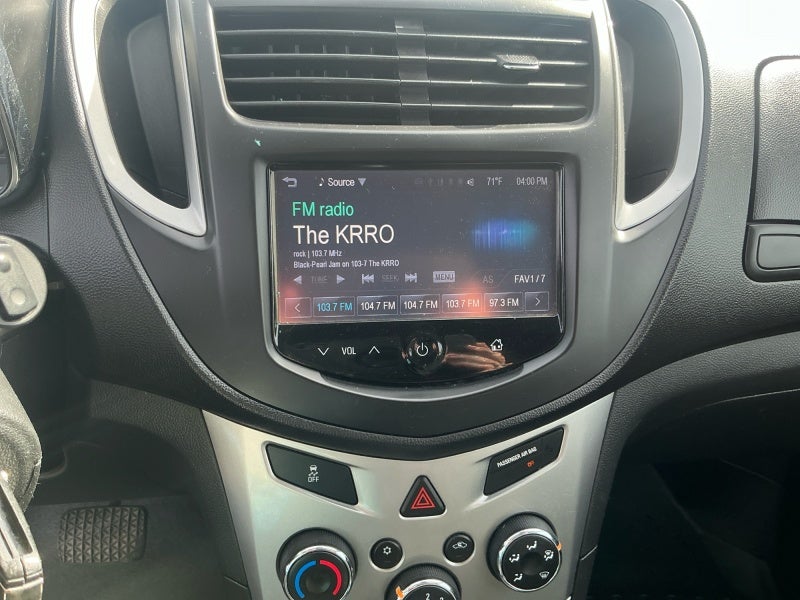 Source 71°F 04:00 PM
FM radio
The KRRO
rock | 103.7 MHz
Black-Pearl Jam on 103-7 The KRRO
TUNE SEEK MENU AS FAV1 / 7
103.7 FM 104.7 FM 104.7 FM 103.7 FM 97.3 FM
VOL
PASSENGER AIR BAG
OFF
OFF
2